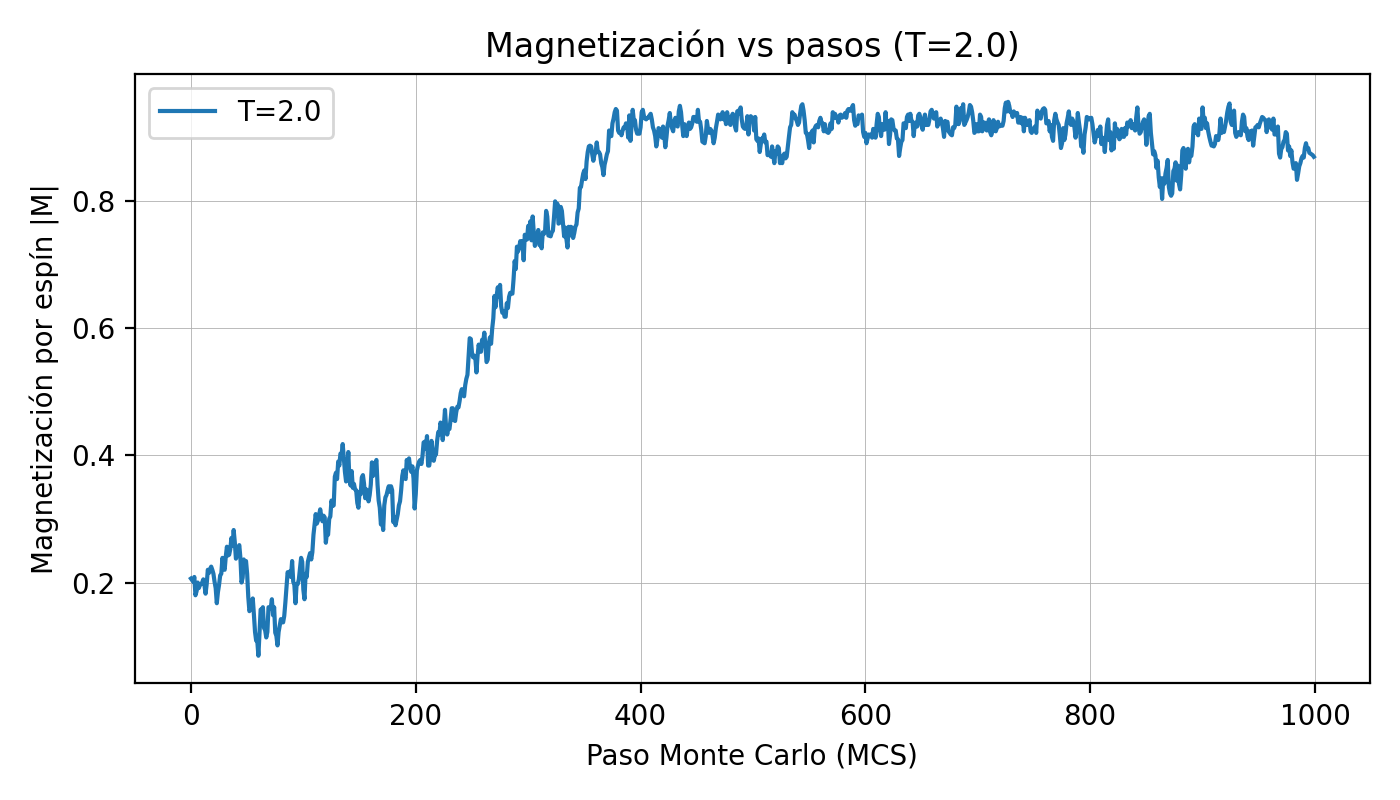 Magnetización vs pasos (T=2.0)
T=2.0
Magnetización por espín |M|
0.8
0.6
0.4
0.2
0 200 400 600 800 1000
Paso Monte Carlo (MCS)